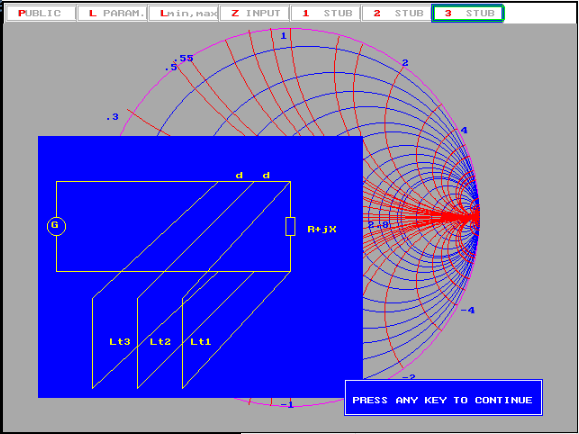 PUBLIC L PARAM. Lmin,max Z INPUT 1 STUB 2 STUB 3 STUB
1
.55
.5
2
.3
4
d d
G
2.0
R+jX
-4
Lt3 Lt2 Lt1
-2
PRESS ANY KEY TO CONTINUE
-1